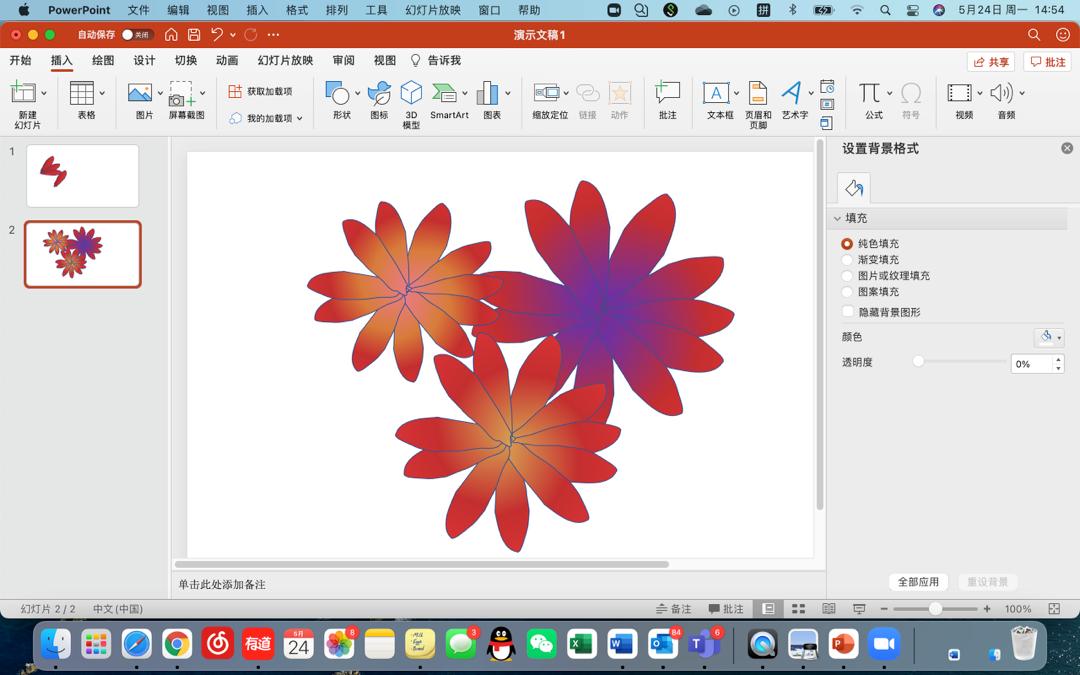 PowerPoint 文件 编辑 视图 插入 格式 排列 工具 幻灯片放映 窗口 帮助 拼 5月24日 周一 14:54
自动保存 关闭 演示文稿1
开始 插入 绘图 设计 切换 动画 幻灯片放映 审阅 视图 告诉我 共享 批注
新建
幻灯片
表格
图片
屏幕截图
获取加载项
我的加载项
形状
图标
3D
模型
SmartArt
图表
缩放定位
链接
动作
批注
文本框
页眉和
页脚
艺术字
公式
符号
视频
音频
1
2
设置背景格式
填充
纯色填充
渐变填充
图片或纹理填充
图案填充
隐藏背景图形
颜色
透明度 0%
全部应用 重设背景
单击此处添加备注
幻灯片 2 / 2 中文(中国) 备注 批注 100%
有道
5月
24
8
3
84
6